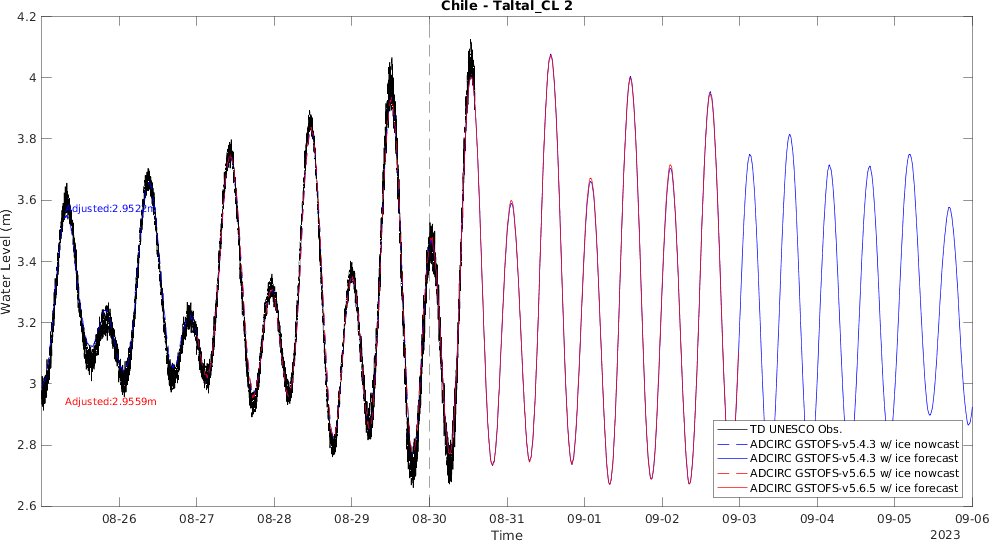 Chile - Taltal_CL 2
4.2
4
3.8
3.6
3.4
3.2
3
2.8
2.6
Water Level (m)
Adjusted:2.9522m
Adjusted:2.9559m
TD UNESCO Obs.
ADCIRC GSTOFS-v5.4.3 w/ ice nowcast
ADCIRC GSTOFS-v5.4.3 w/ ice forecast
ADCIRC GSTOFS-v5.6.5 w/ ice nowcast
ADCIRC GSTOFS-v5.6.5 w/ ice forecast
08-26 08-27 08-28 08-29 08-30 08-31 09-01 09-02 09-03 09-04 09-05 09-06
Time
2023